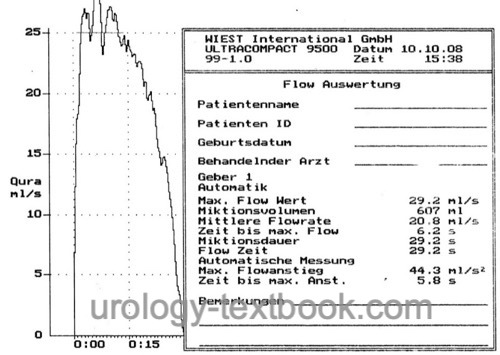 WIEST International GmbH
ULTRACOMPACT 9500 Datum 10.10.08
99-1.0 Zeit 15:38
Flow Auswertung
Patientenname
Patienten ID
Geburtsdatum
Behandelnder Arzt
Geber 1
Automatik
Max. Flow Wert 29.2 ml/s
Miktionsvolumen 607 ml
Mittlere Flowrate 20.8 ml/s
Zeit bis max. Flow 6.2 s
Miktionsdauer 29.2 s
Flow Zeit 29.2 s
Automatische Messung
Max. Flowanstieg 44.3 ml/s²
Zeit bis max. Anst. 5.8 s
Bemerkungen
25
20
15
Qura
ml/s
10
5
0
0:00 0:15
urology-textbook.com